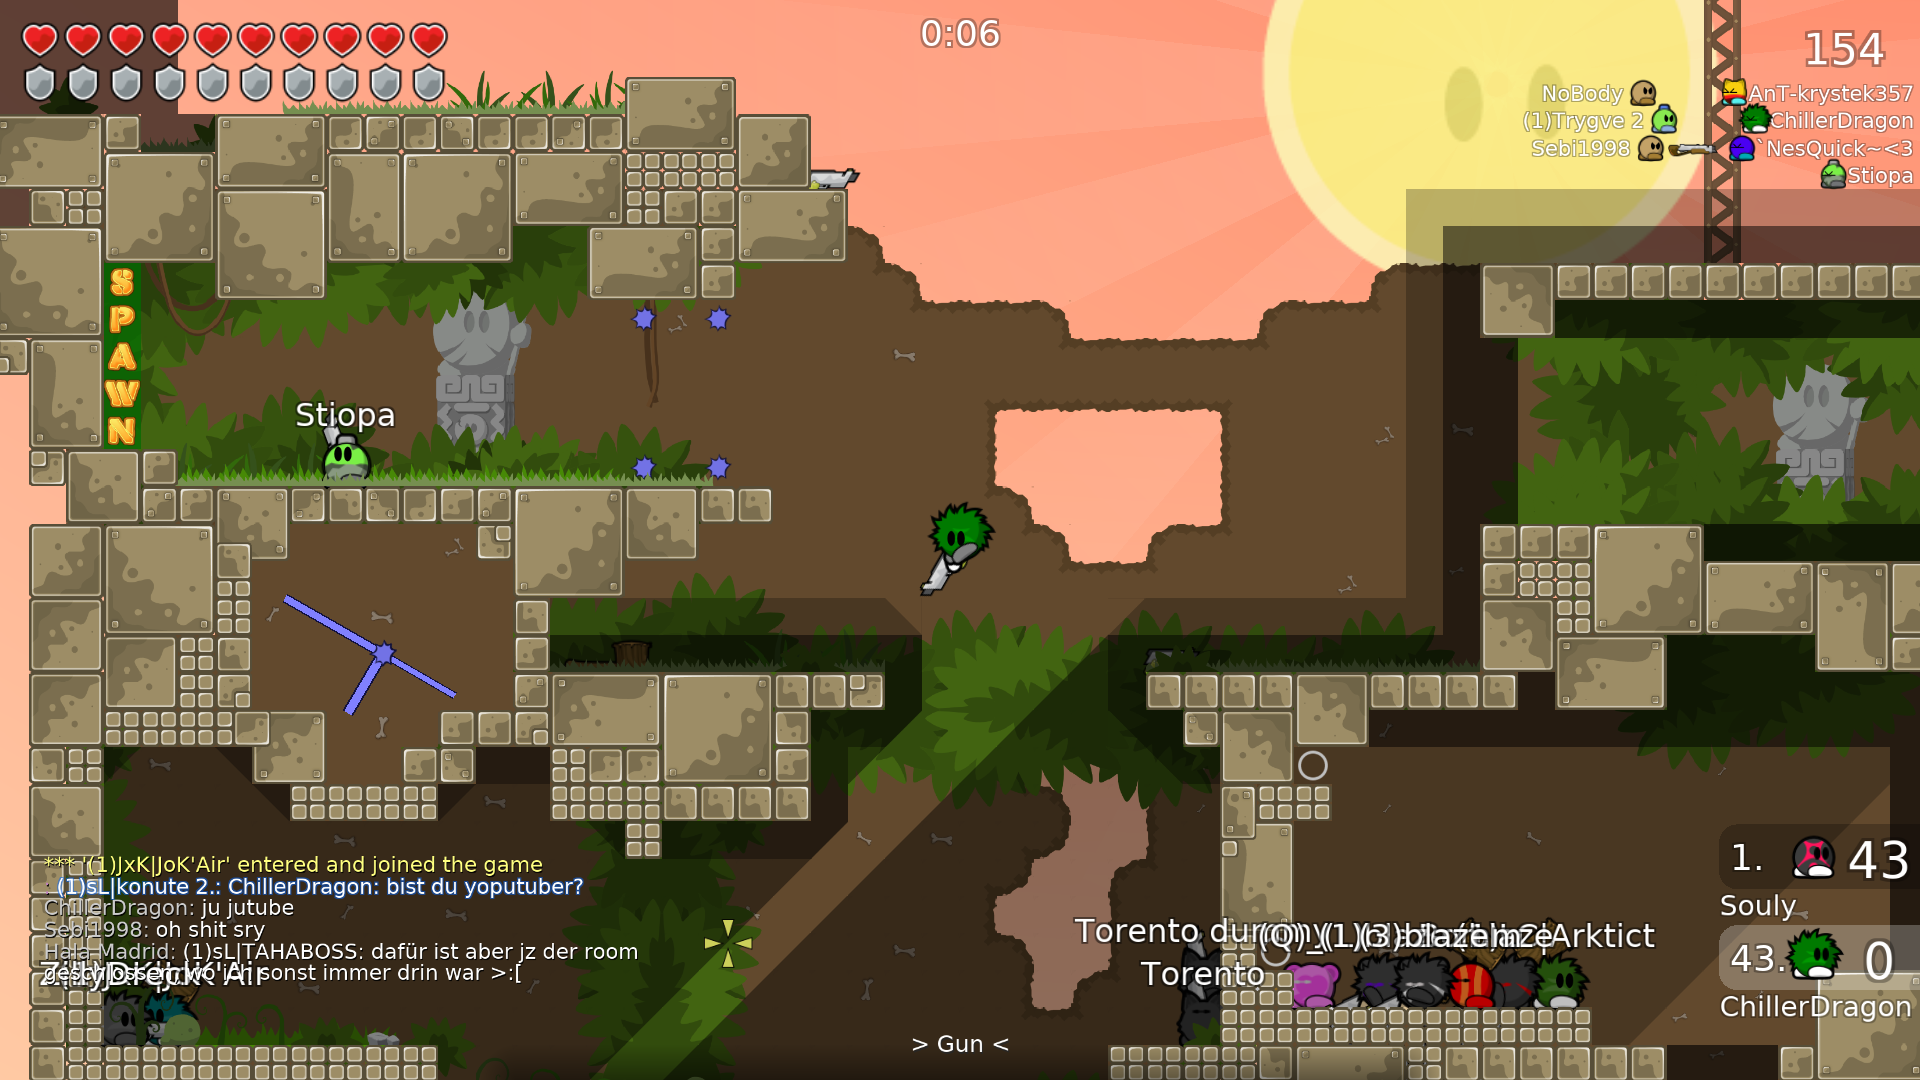 0:06
154
NoBody AnT-krystek357
(1)Trygve 2 ChillerDragon
Sebi1998 `NesQuick~<3
Stiopa
SPAWN
Stiopa
*** '(1)JxK|JoK'Air' entered and joined the game
(1)sL|konute 2.: ChillerDragon: bist du yoputuber?
ChillerDragon: ju jutube
Sebi1998: oh shit sry
Hala Madrid: (1)sL|TAHABOSS: dafür ist aber jz der room
geschlossen, wo ich sonst immer drin war >:[
Torento
Arktict
Torento
1. 43
Souly
43. 0
ChillerDragon
> Gun <